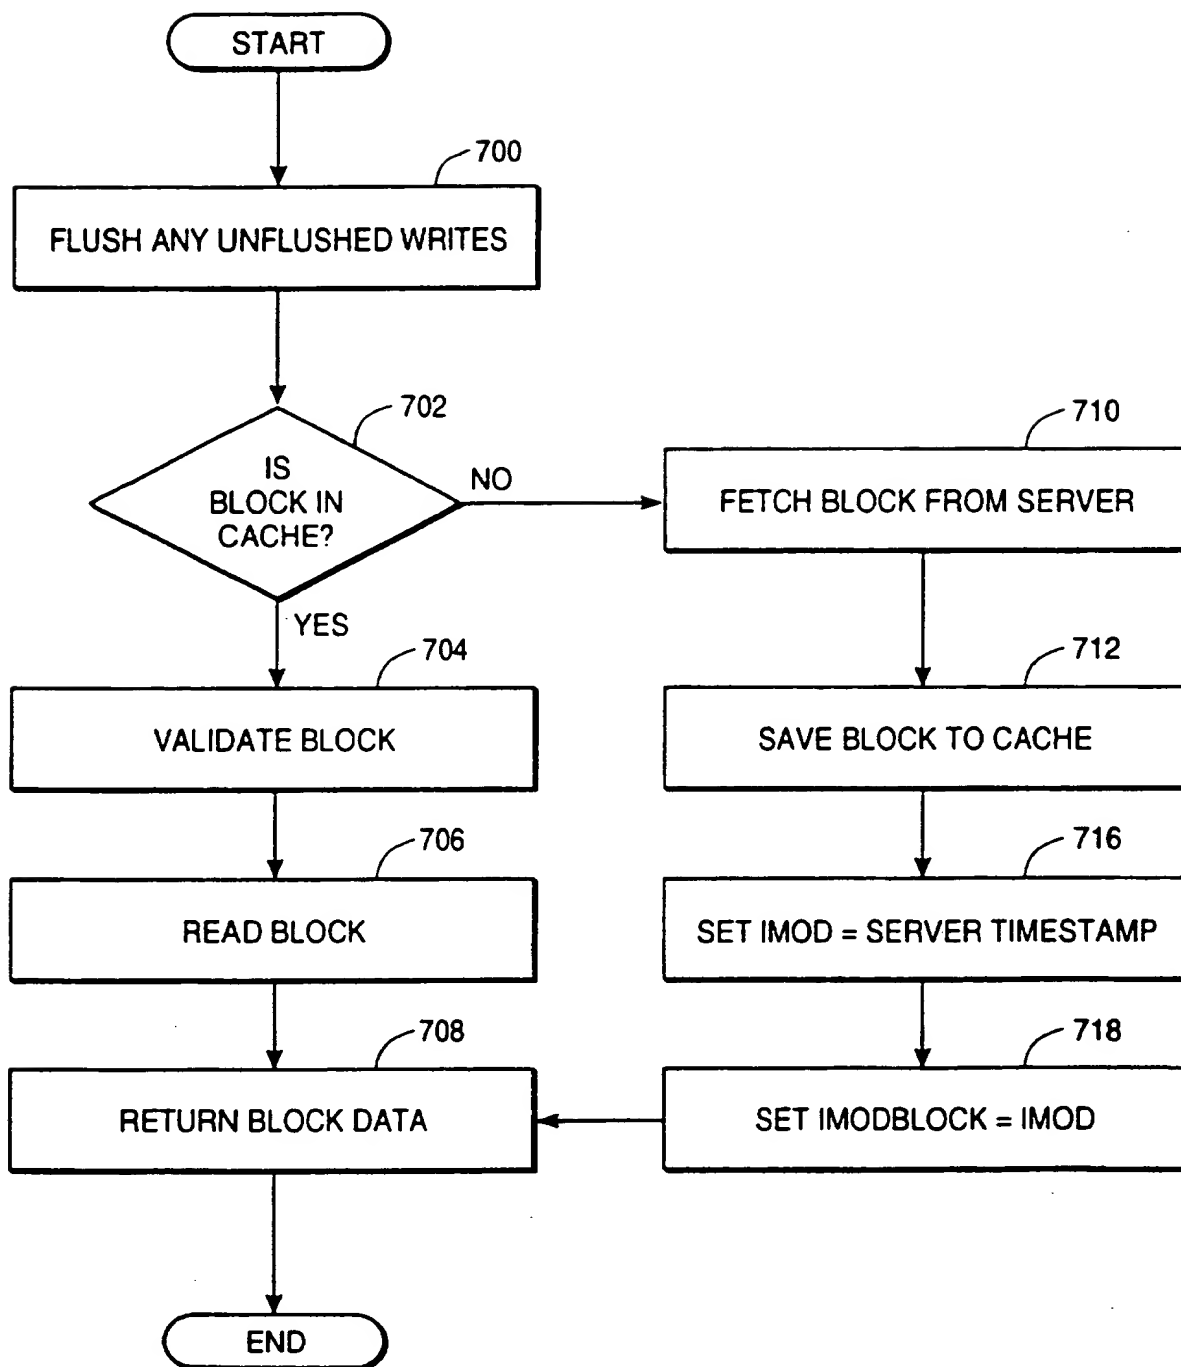 START
700
FLUSH ANY UNFLUSHED WRITES
702
IS
BLOCK IN
CACHE?
NO
YES
710
FETCH BLOCK FROM SERVER
704
VALIDATE BLOCK
712
SAVE BLOCK TO CACHE
706
READ BLOCK
716
SET IMOD = SERVER TIMESTAMP
708
RETURN BLOCK DATA
718
SET IMODBLOCK = IMOD
END